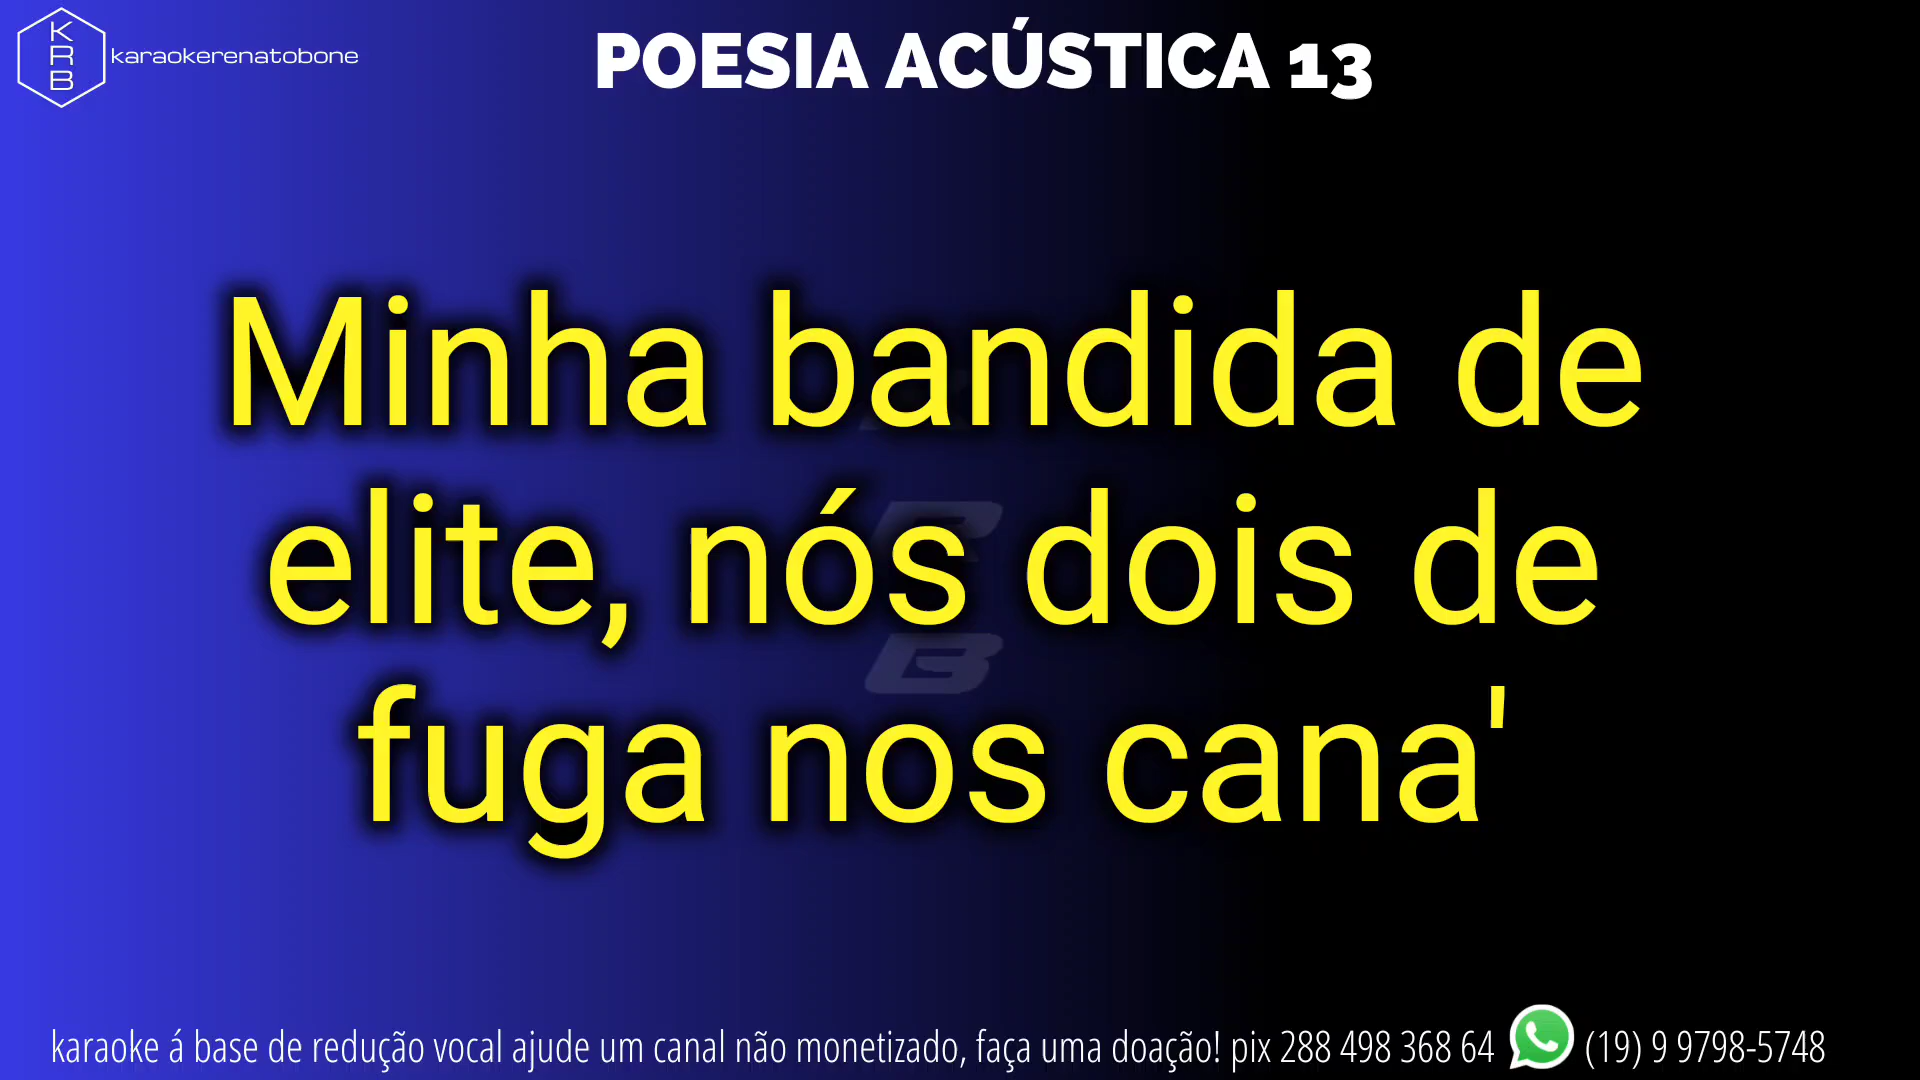 K
R
B
karaokerenatobone
POESIA ACÚSTICA 13
Minha bandida de
elite, nós dois de
fuga nos cana'
R
B
karaoke á base de redução vocal ajude um canal não monetizado, faça uma doação! pix 288 498 368 64 (19) 9 9798-5748